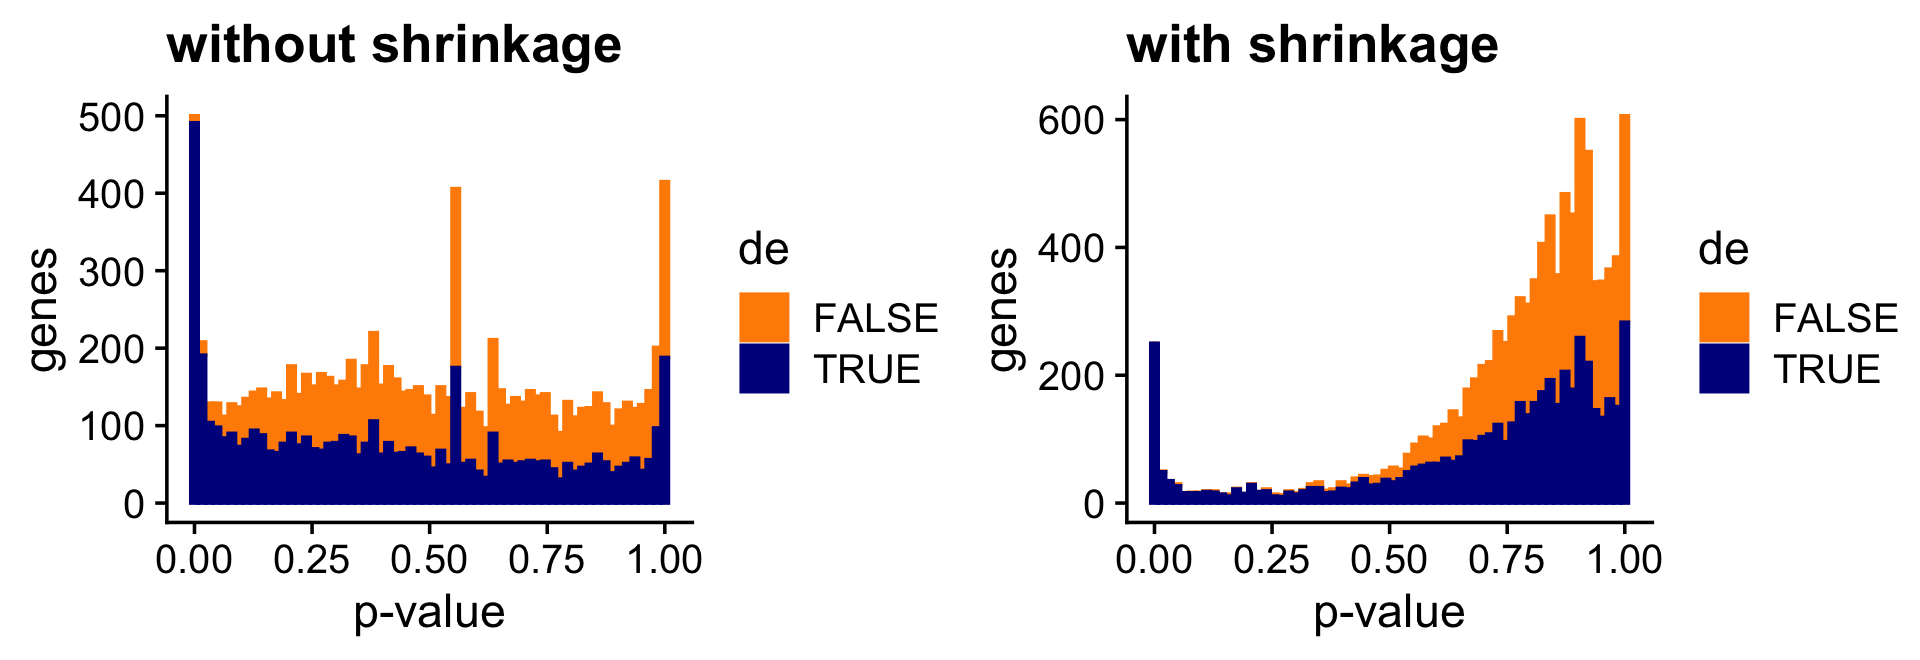 without shrinkage
500
400
300
200
100
0
genes
0.00 0.25 0.50 0.75 1.00
p-value
de
FALSE
TRUE
with shrinkage
600
400
200
0
genes
0.00 0.25 0.50 0.75 1.00
p-value
de
FALSE
TRUE